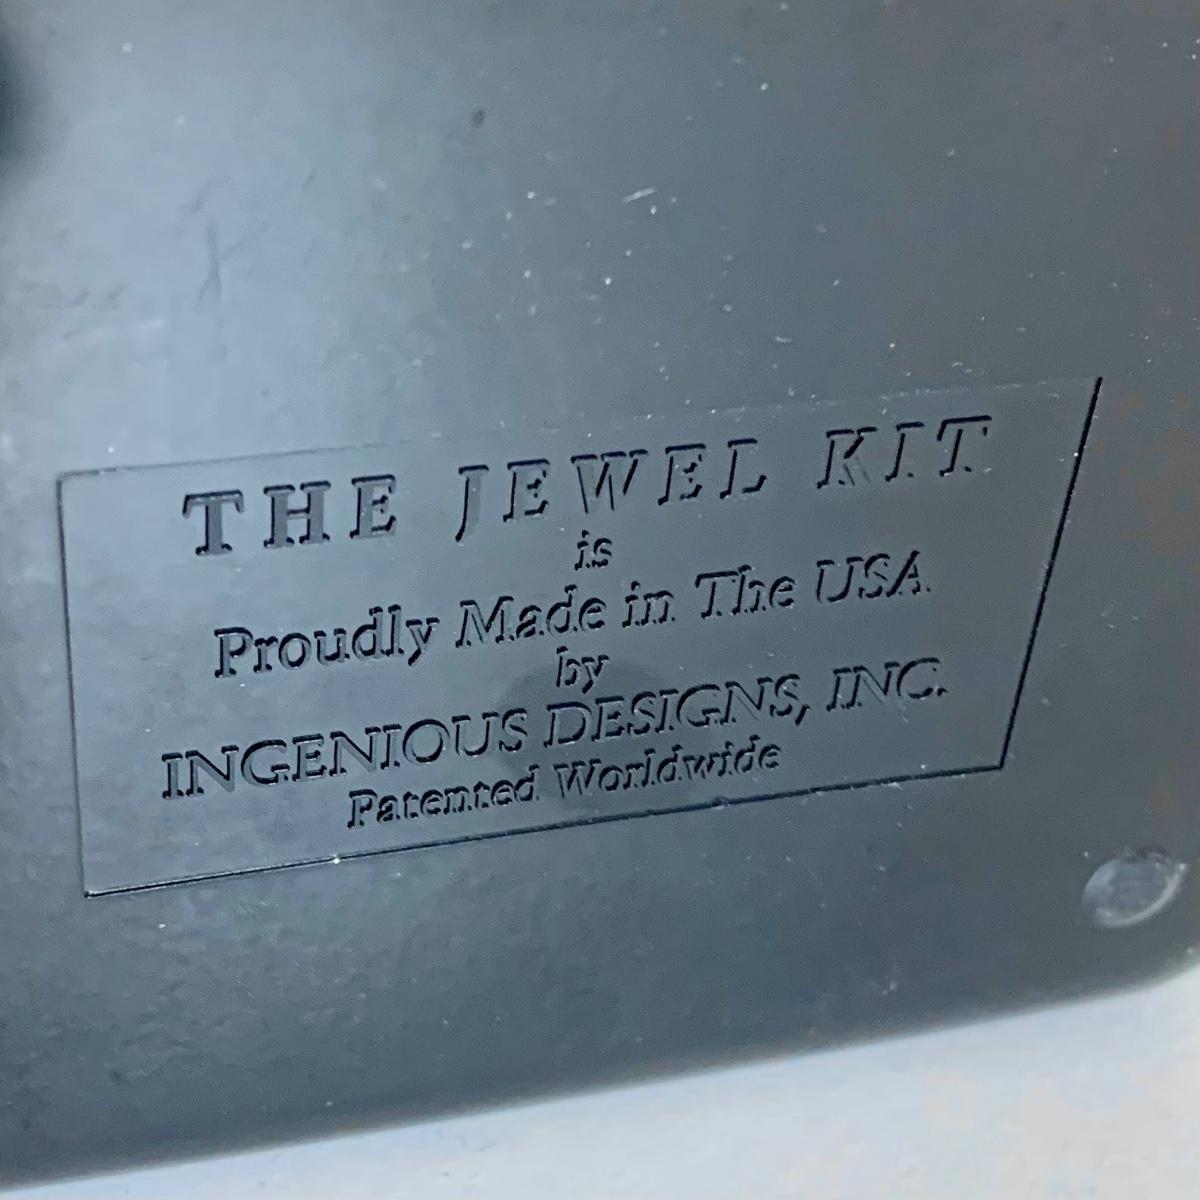 THE JEWEL KIT
is
Proudly Made in The USA
by
INGENIOUS DESIGNS, INC.
Patented Worldwide